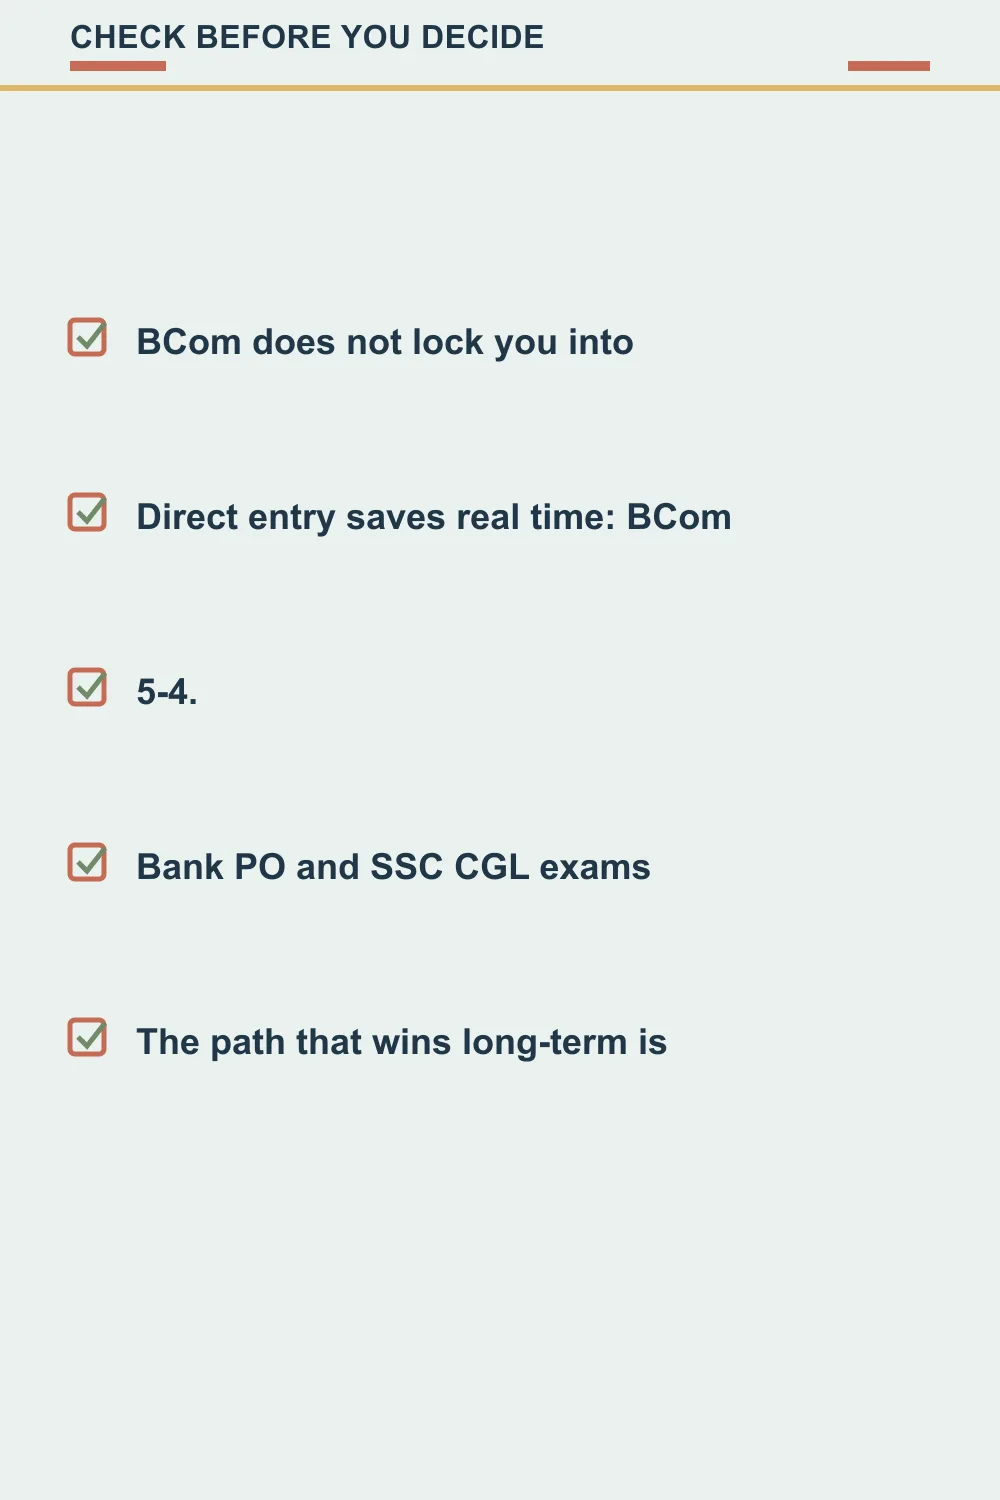 CHECK BEFORE YOU DECIDE
BCom does not lock you into
Direct entry saves real time: BCom
5-4.
Bank PO and SSC CGL exams
The path that wins long-term is